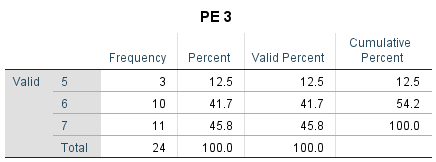 PE 3
Frequency Percent Valid Percent Cumulative Percent
Valid 5 3 12.5 12.5 12.5
6 10 41.7 41.7 54.2
7 11 45.8 45.8 100.0
Total 24 100.0 100.0